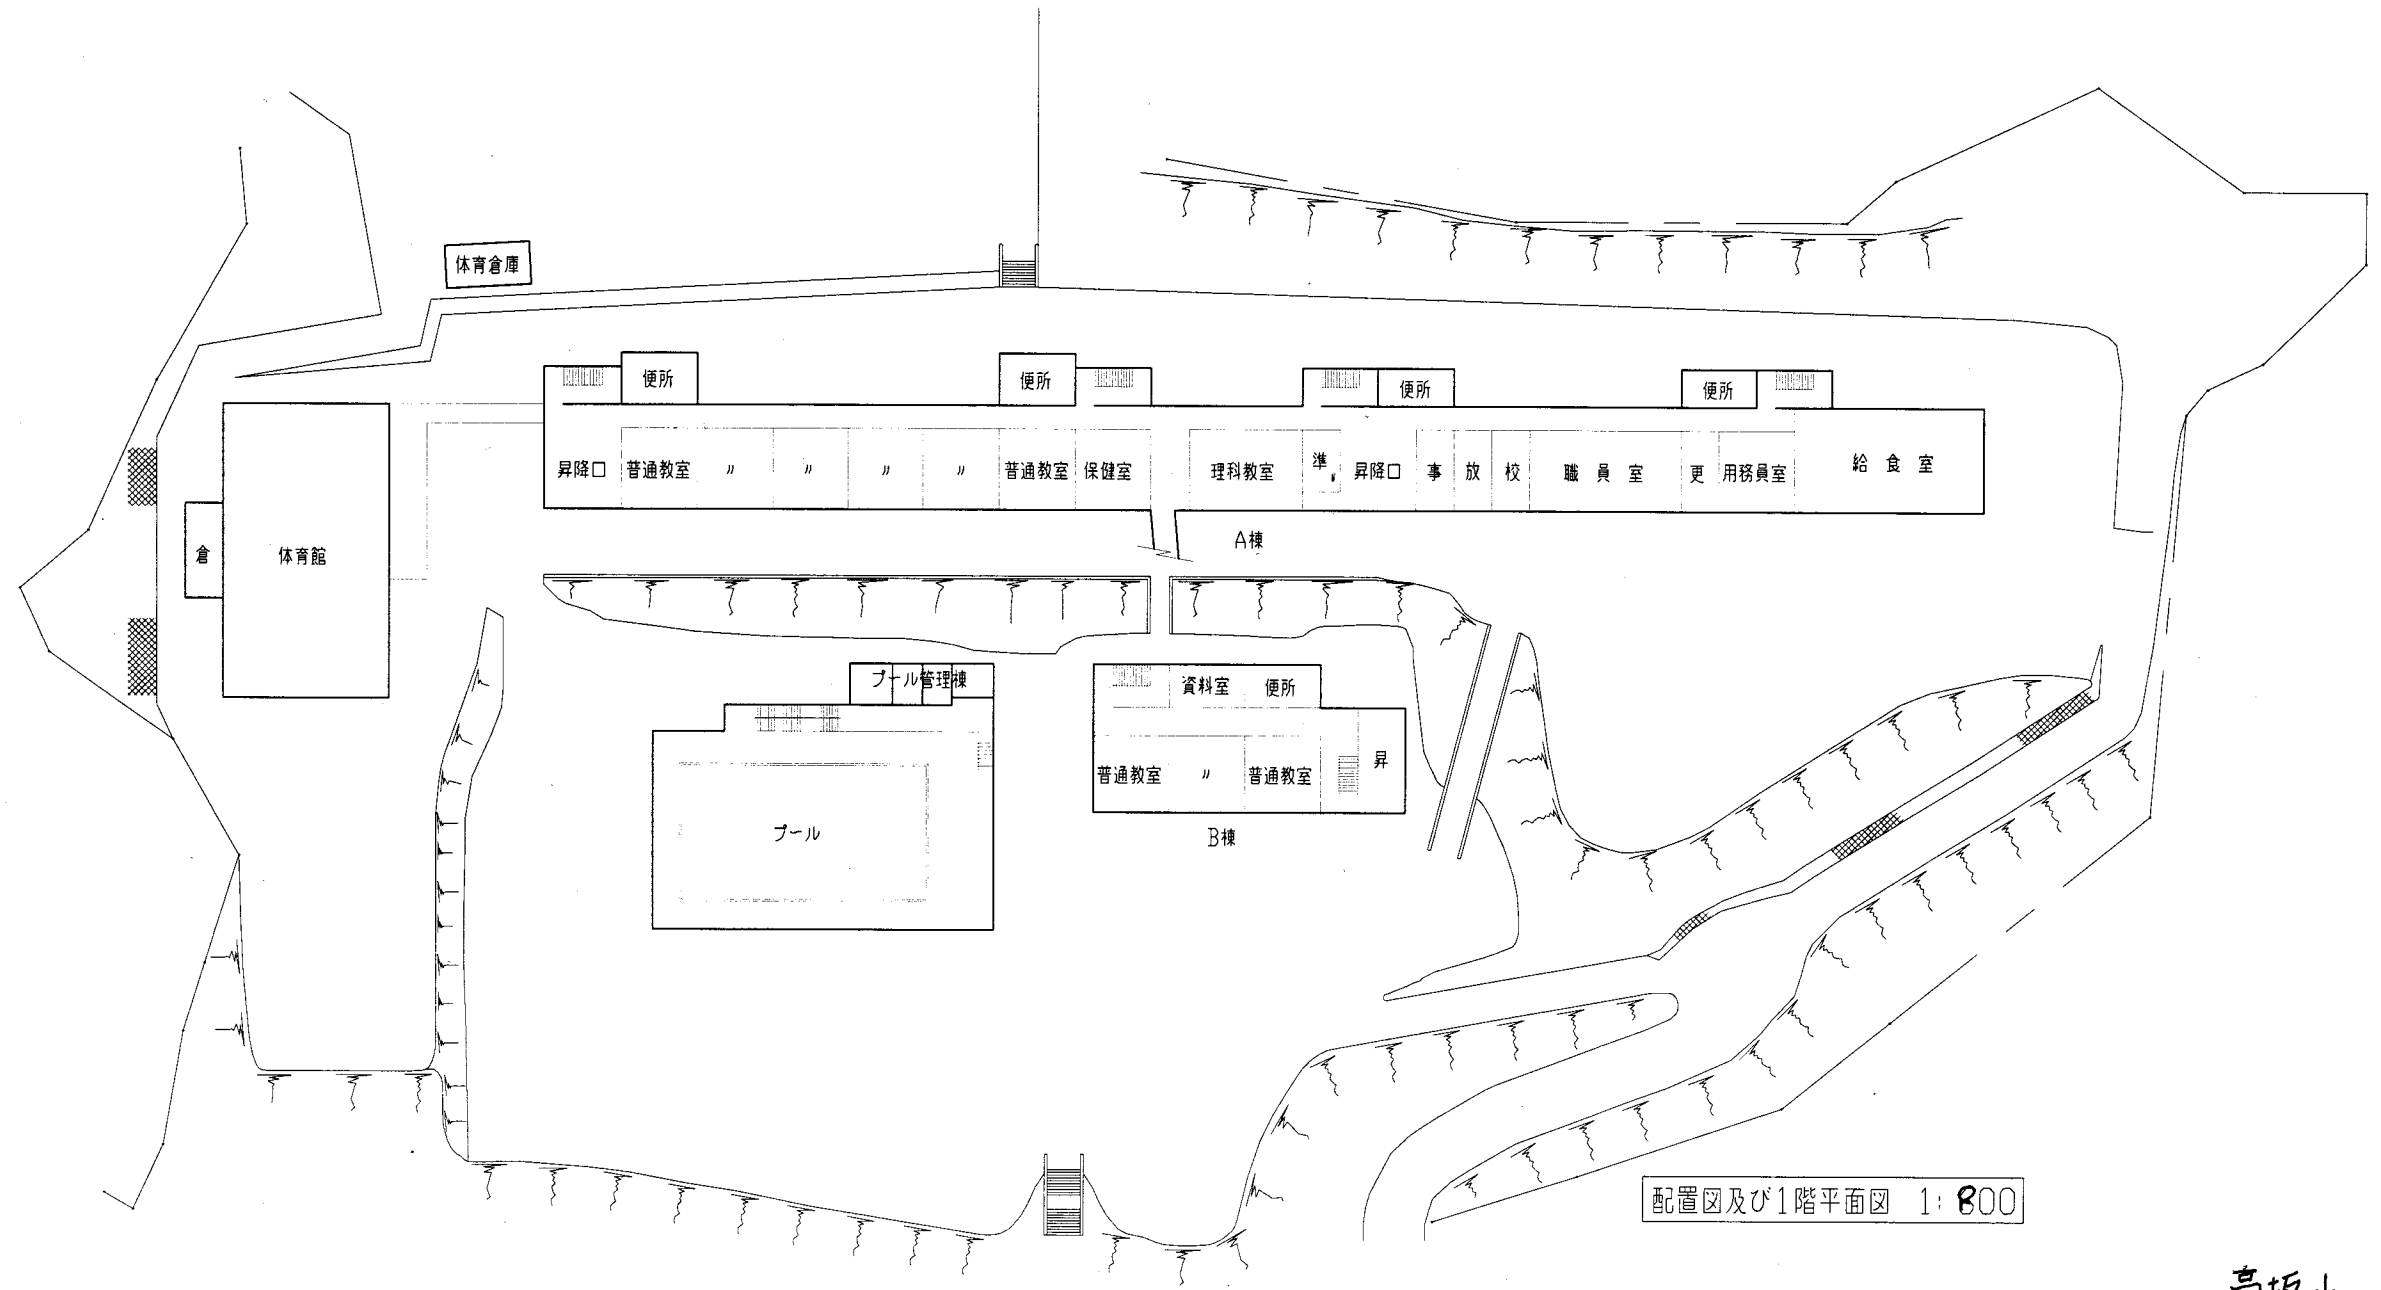 体育倉庫
便所
便所
便所
便所
昇降口
普通教室
〃
〃
〃
〃
普通教室
保健室
理科教室
準〃
昇降口
事
放
校
職員室
更
用務員室
給食室
A棟
倉
体育館
プール管理棟
プール
資料室
便所
普通教室
〃
普通教室
昇
B棟
配置図及び1階平面図 1:800
高坂小